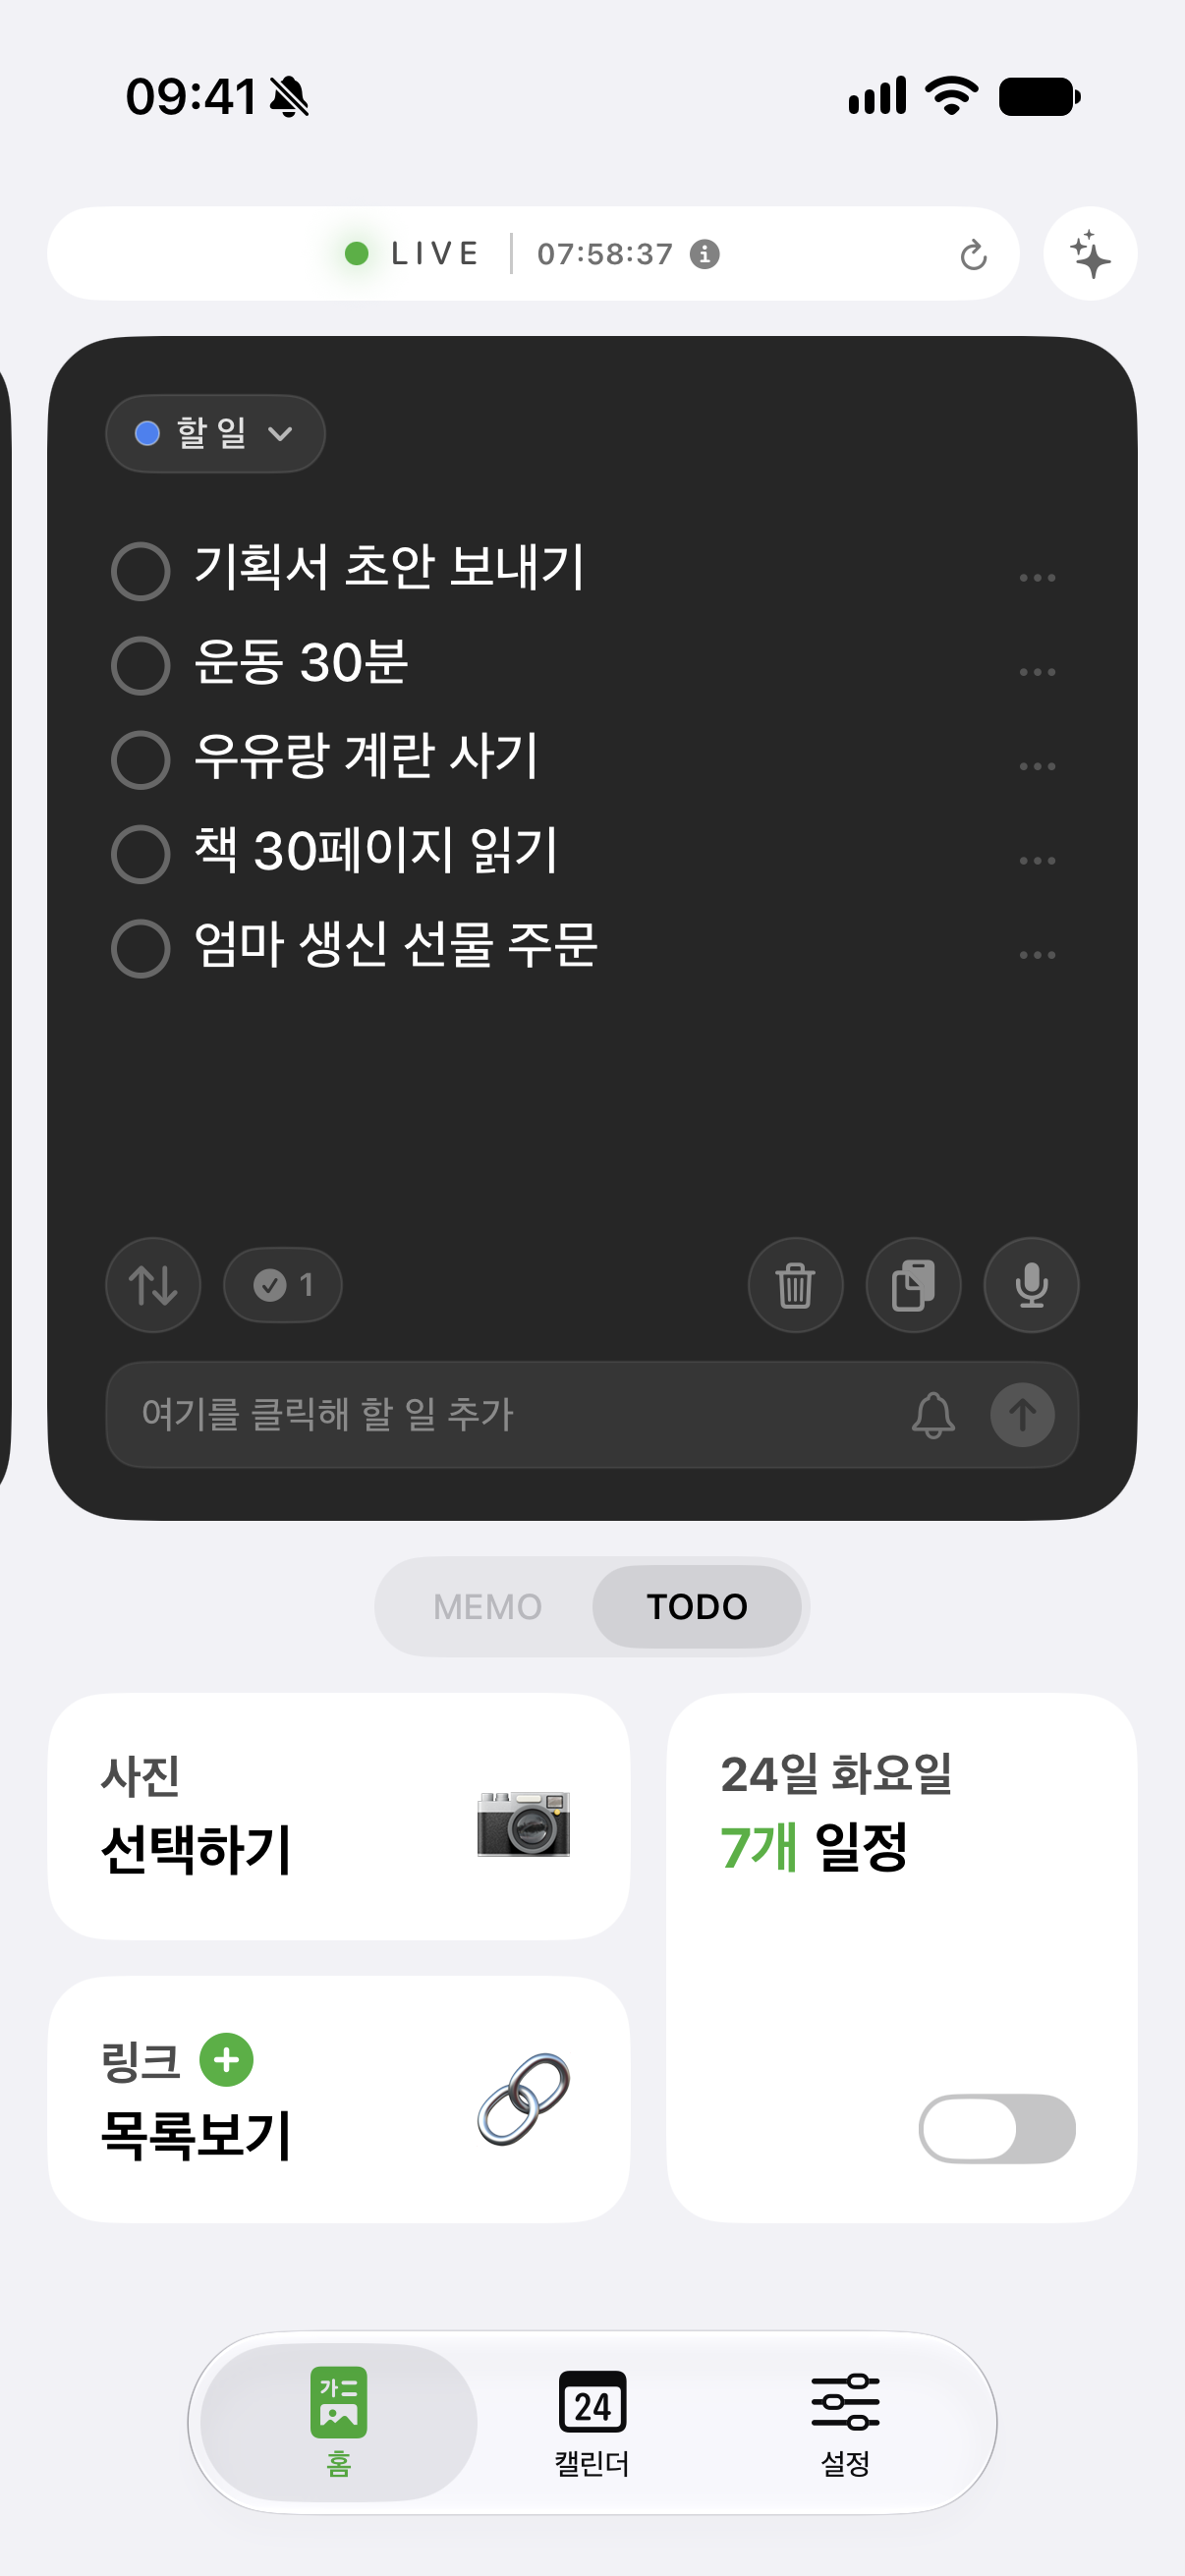 09:41
LIVE 07:58:37
할 일
기획서 초안 보내기
운동 30분
우유랑 계란 사기
책 30페이지 읽기
엄마 생신 선물 주문
1
여기를 클릭해 할 일 추가
MEMO TODO
사진
선택하기
24일 화요일
7개 일정
링크
목록보기
가
24
홈 캘린더 설정